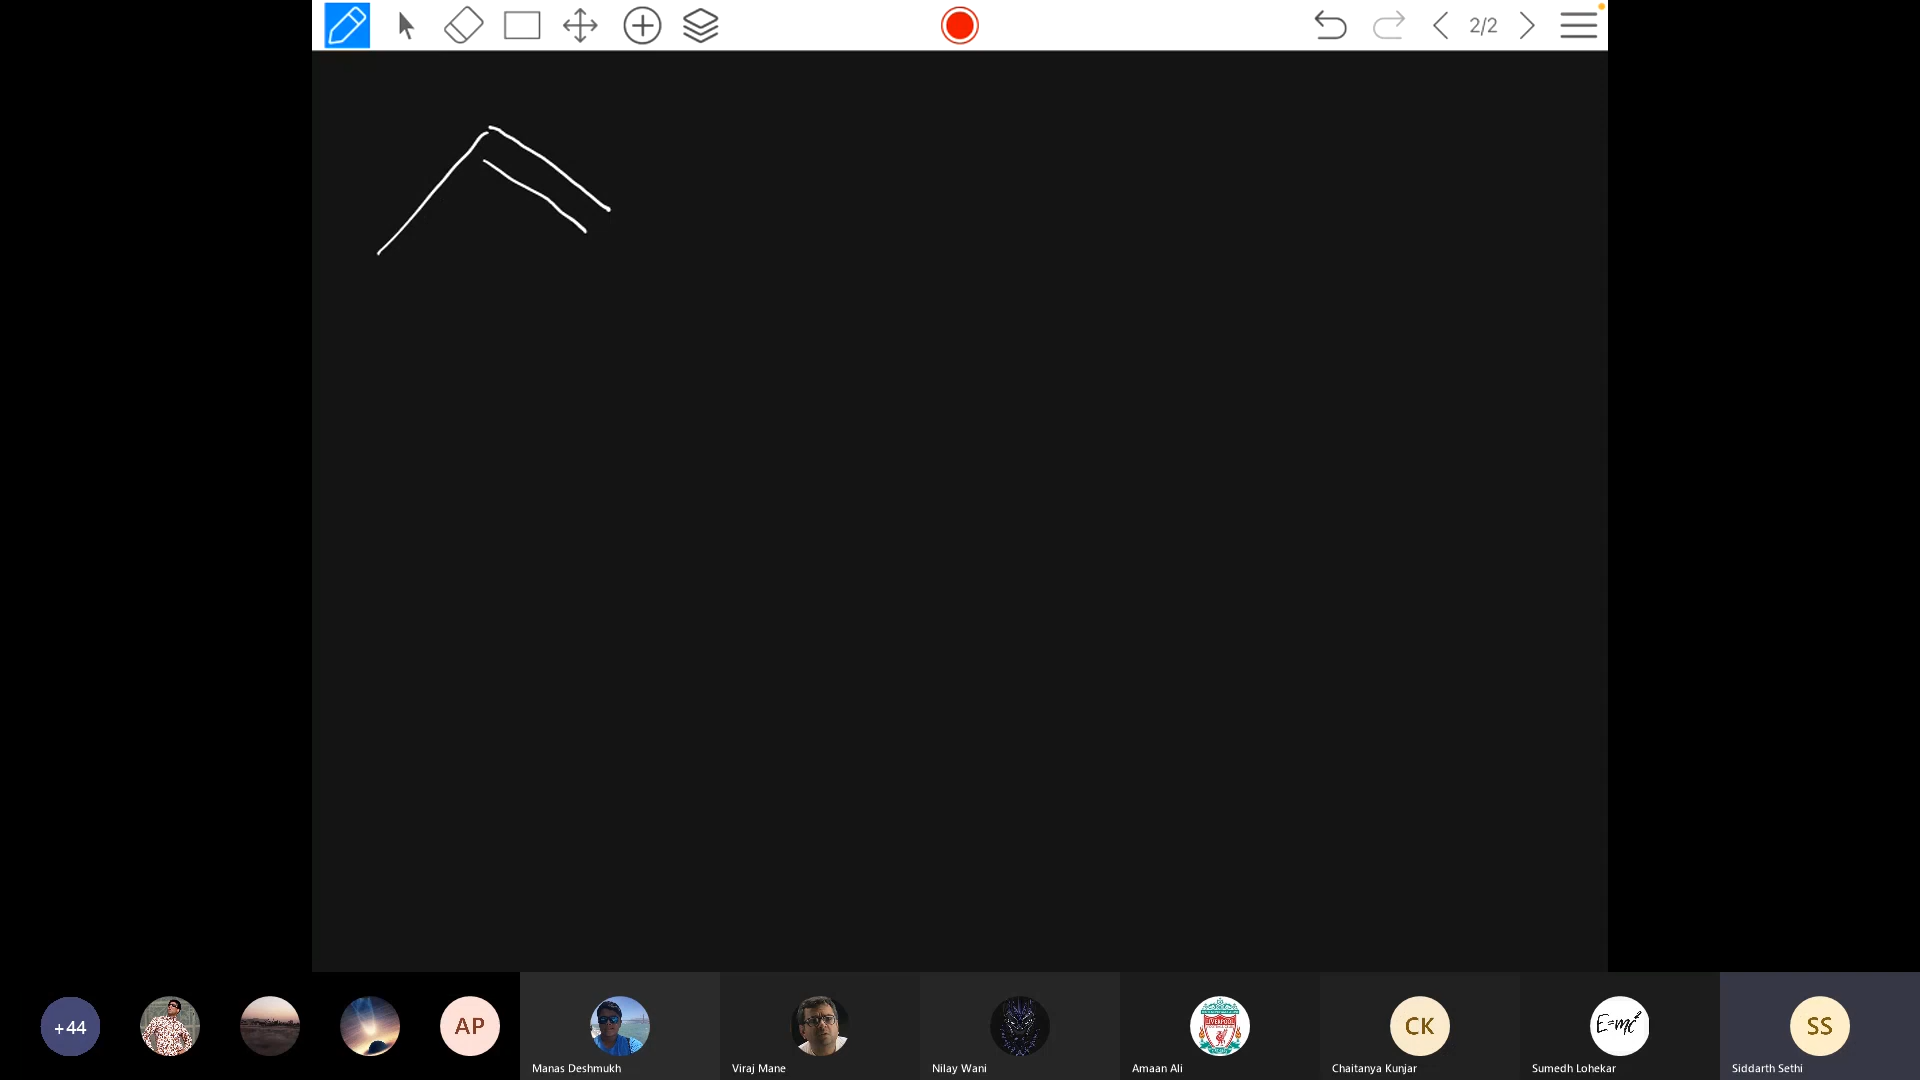 2/2
+44
AP
CK
E=mc²
SS
Manas Deshmukh
Viraj Mane
Nilay Wani
Amaan Ali
Chaitanya Kunjar
Sumedh Lohekar
Siddarth Sethi